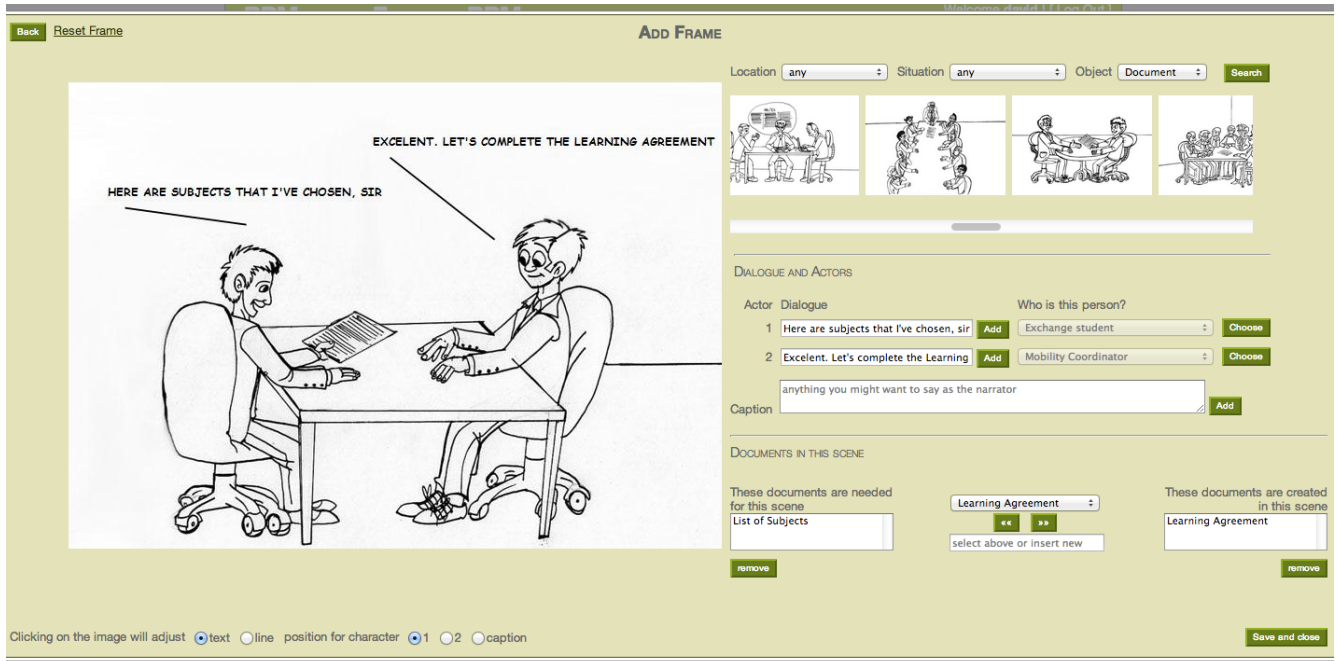 Welcome david ! [ Log Out ]
Back Reset Frame
ADD FRAME
Location any Situation any Object Document Search
EXCELENT. LET'S COMPLETE THE LEARNING AGREEMENT
HERE ARE SUBJECTS THAT I'VE CHOSEN, SIR
DIALOGUE AND ACTORS
Actor Dialogue Who is this person?
1 Here are subjects that I've chosen, sir Add Exchange student Choose
2 Excelent. Let's complete the Learning Add Mobility Coordinator Choose
Caption anything you might want to say as the narrator Add
DOCUMENTS IN THIS SCENE
These documents are needed
for this scene
List of Subjects
remove
Learning Agreement
«« »»
select above or insert new
These documents are created
in this scene
Learning Agreement
remove
Clicking on the image will adjust text line position for character 1 2 caption
Save and close